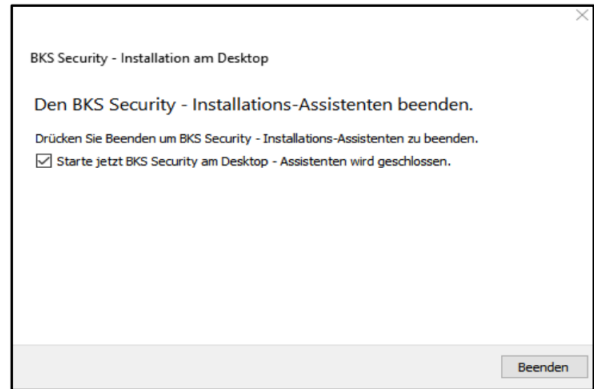 BKS Security - Installation am Desktop
Den BKS Security - Installations-Assistenten beenden.
Drücken Sie Beenden um BKS Security - Installations-Assistenten zu beenden.
Starte jetzt BKS Security am Desktop - Assistenten wird geschlossen.
Beenden